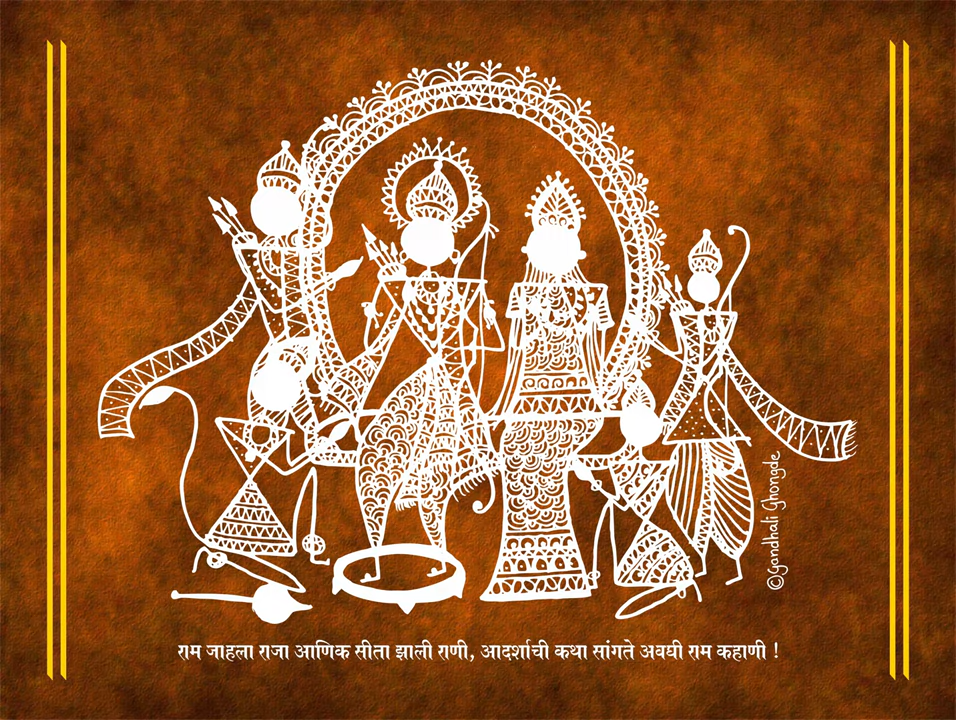 ©Gandhali Ghongde
राम जाहला राजा आणिक सीता झाली राणी, आदर्शाची कथा सांगते अवघी राम कहाणी !